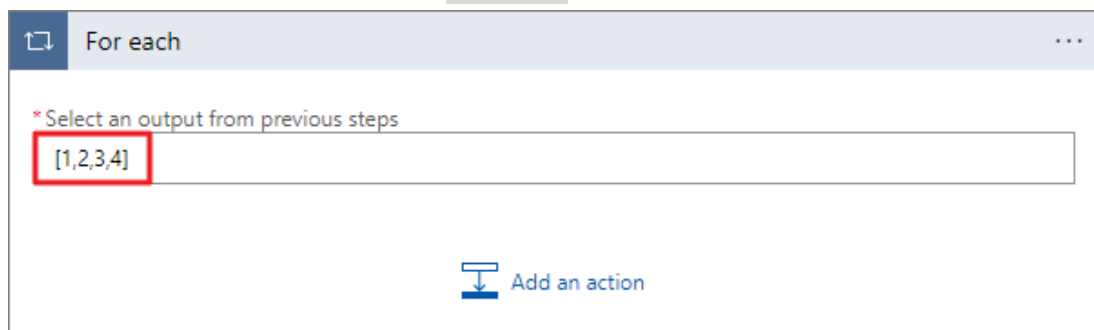 For each
* Select an output from previous steps
[1,2,3,4]
Add an action